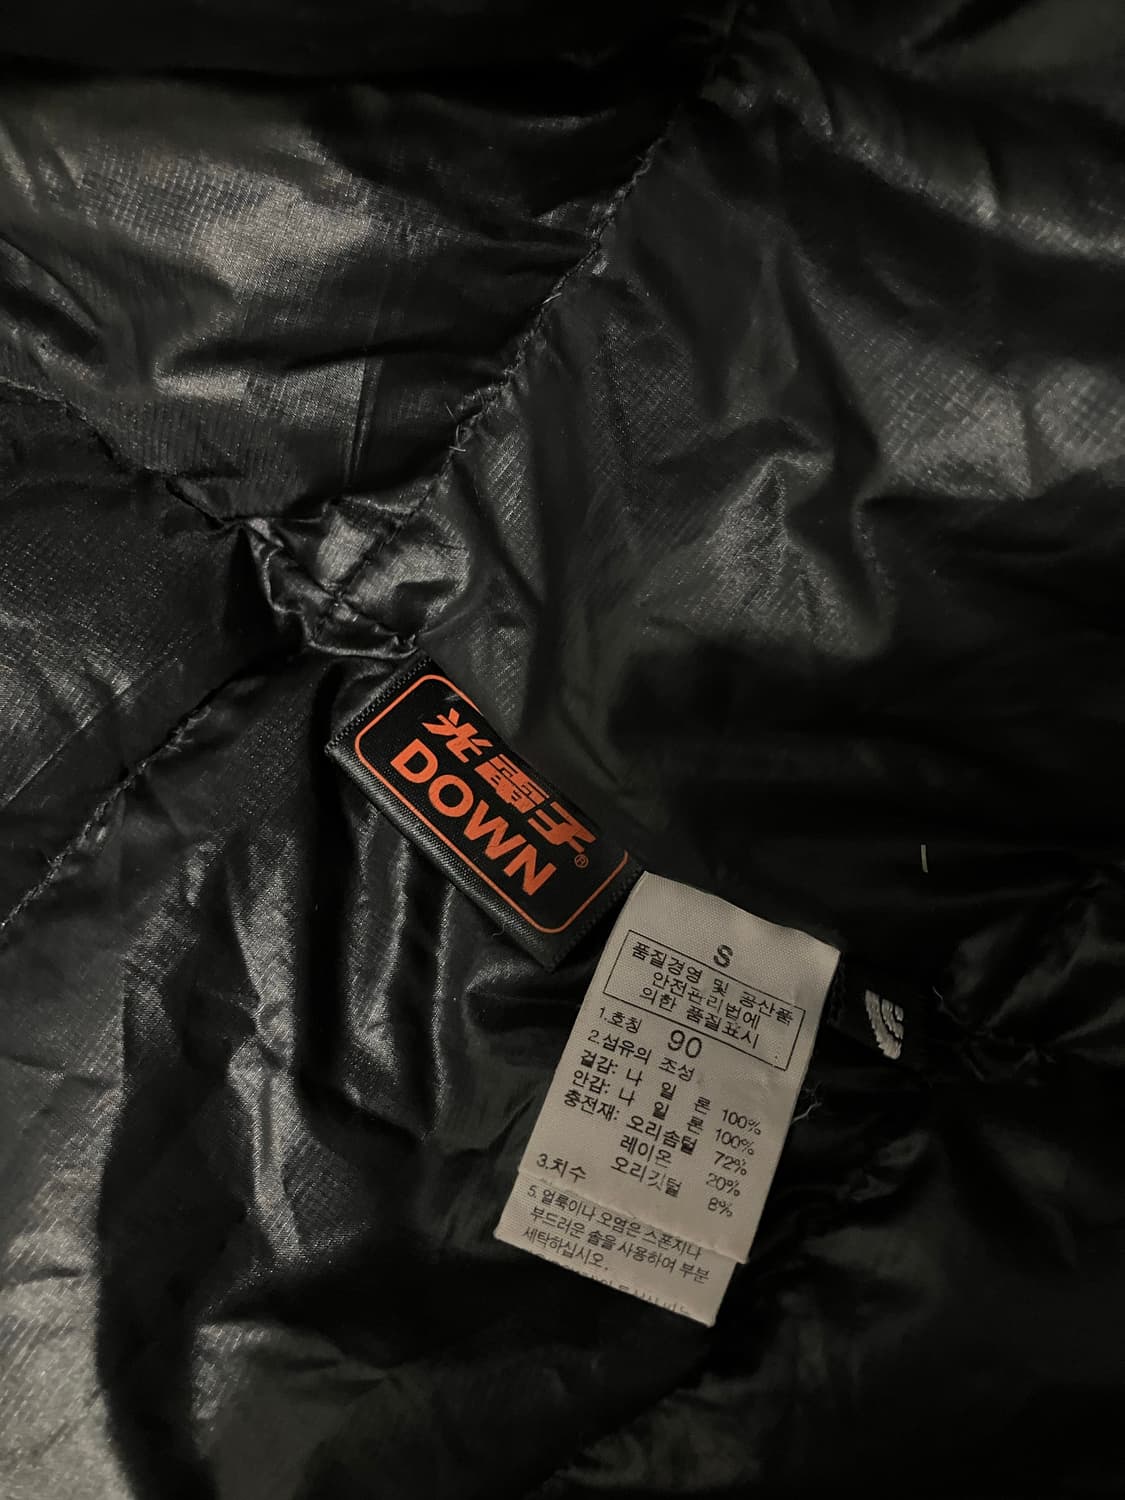 光電子®
DOWN
S
품질경영 및 공산품
안전관리법에
의한 품질표시
1.호칭 90
2.섬유의 조성
겉감: 나 일 론 100%
안감: 나 일 론 100%
충전재: 오리솜털 72%
레이온 20%
오리깃털 8%
3.치수
5. 얼룩이나 오염은 스폰지나
부드러운 솔을 사용하여 부분
세탁하십시오.